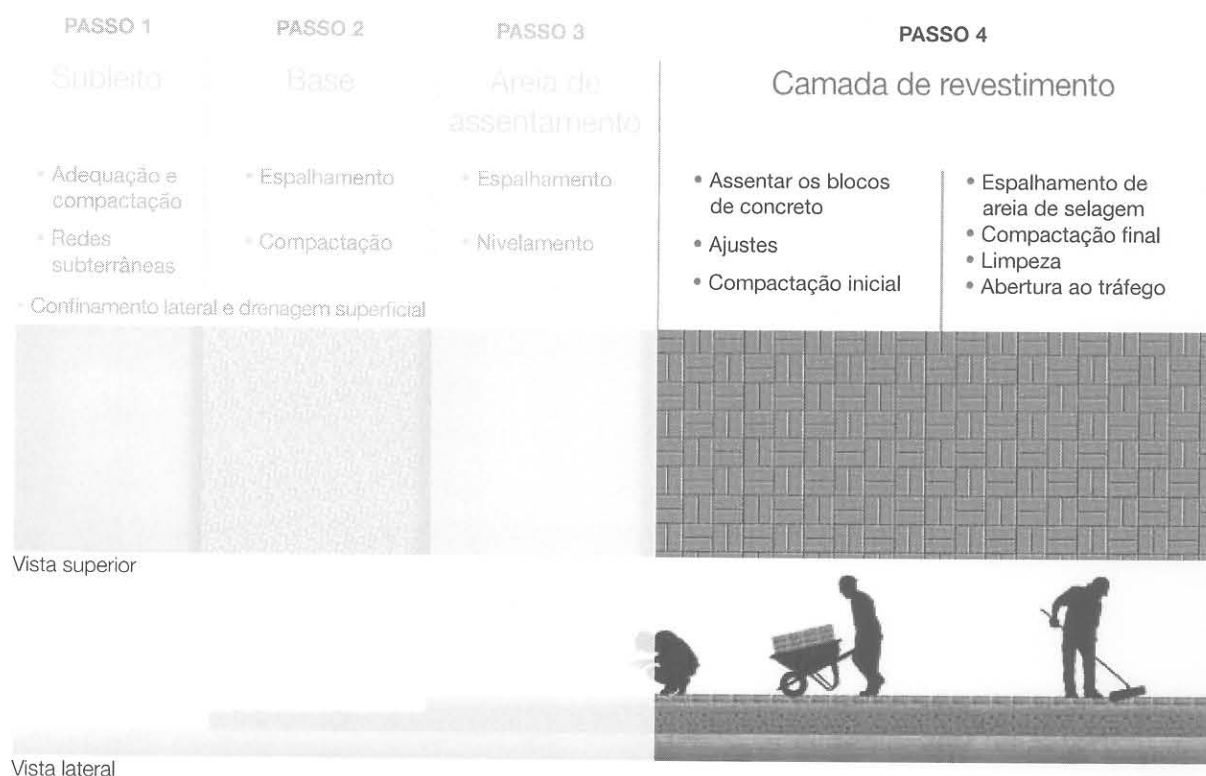 PASSO 1
Subleito
• Adequação e
compactação
• Redes
subterrâneas
• Confinamento lateral e drenagem superficial
PASSO 2
Base
• Espalhamento
• Compactação
PASSO 3
Areia de
assentamento
• Espalhamento
• Nivelamento
PASSO 4
Camada de revestimento
• Assentar os blocos
de concreto
• Ajustes
• Compactação inicial
• Espalhamento de
areia de selagem
• Compactação final
• Limpeza
• Abertura ao tráfego
Vista superior
Vista lateral